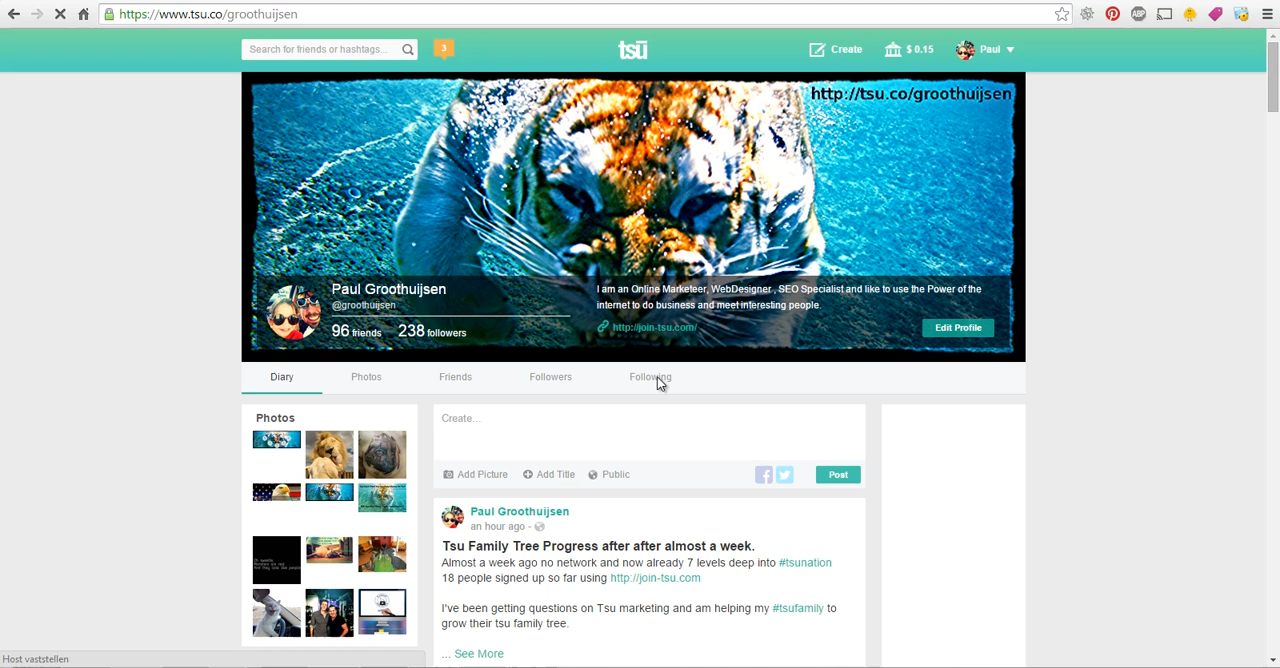 https://www.tsu.co/groothuijsen
ABP
Search for friends or hashtags...
3
tsū
Create
$ 0.15
Paul
http://tsu.co/groothuijsen
Paul Groothuijsen
@groothuijsen
96 friends 238 followers
I am an Online Marketeer, WebDesigner , SEO Specialist and like to use the Power of the
internet to do business and meet interesting people.
http://join-tsu.com/
Edit Profile
Diary
Photos
Friends
Followers
Following
Photos
Create...
Add Picture
Add Title
Public
Post
Paul Groothuijsen
an hour ago -
Tsu Family Tree Progress after after almost a week.
Almost a week ago no network and now already 7 levels deep into #tsunation
18 people signed up so far using http://join-tsu.com
I've been getting questions on Tsu marketing and am helping my #tsufamily to
grow their tsu family tree.
... See More
Host vaststellen